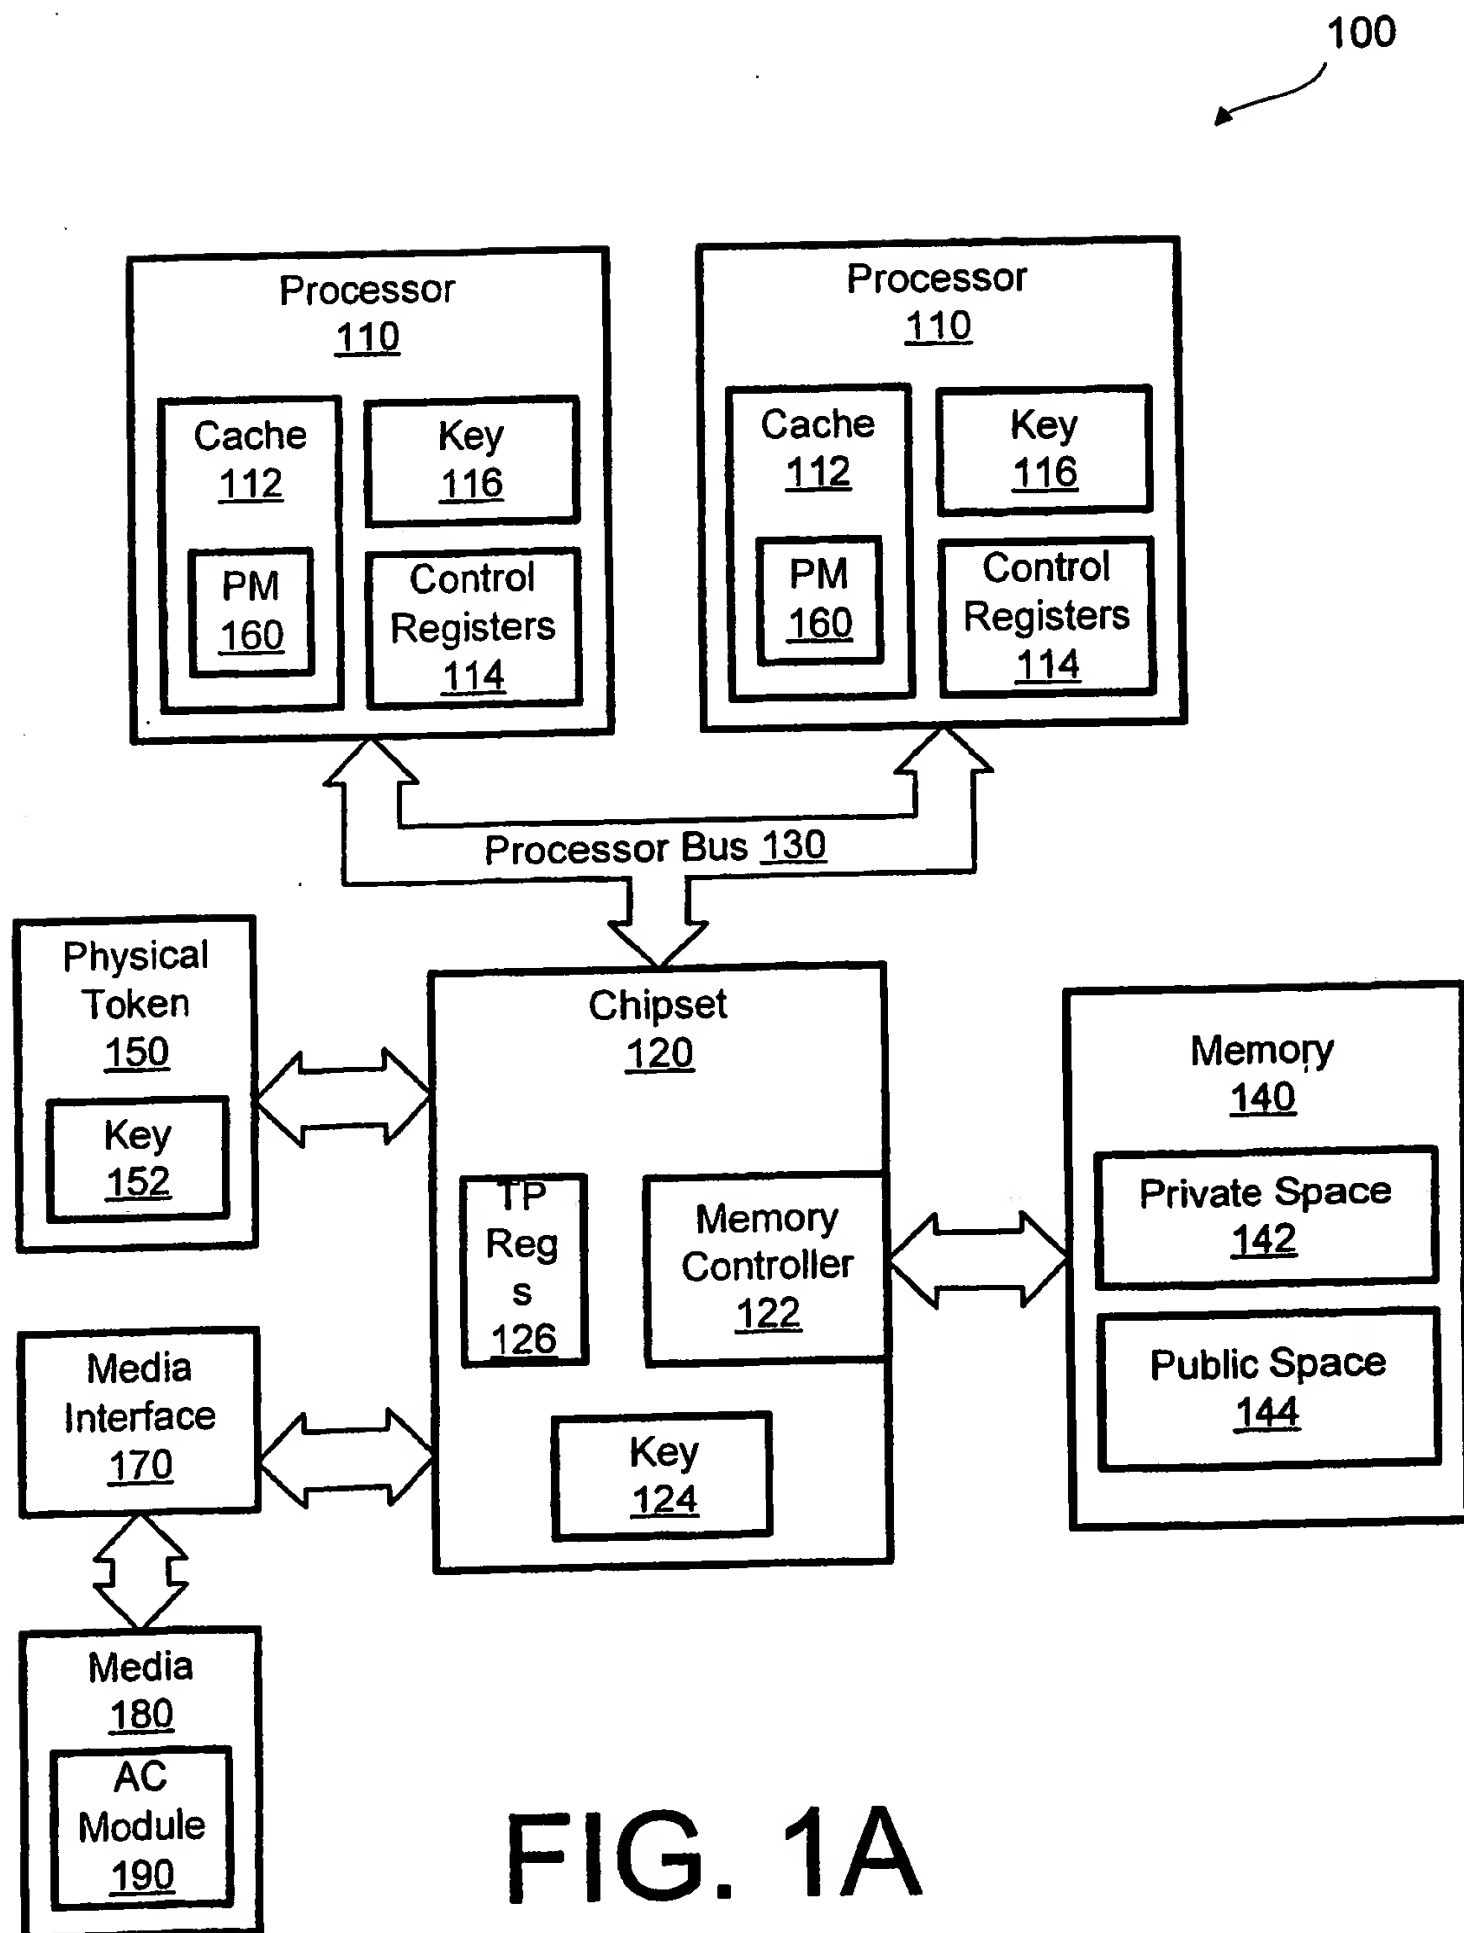 100
Processor
110
Cache
112
PM
160
Key
116
Control
Registers
114
Processor
110
Cache
112
PM
160
Key
116
Control
Registers
114
Processor Bus 130
Physical
Token
150
Key
152
Chipset
120
TP
Reg
s
126
Memory
Controller
122
Key
124
Memory
140
Private Space
142
Public Space
144
Media
Interface
170
Media
180
AC
Module
190
FIG. 1A